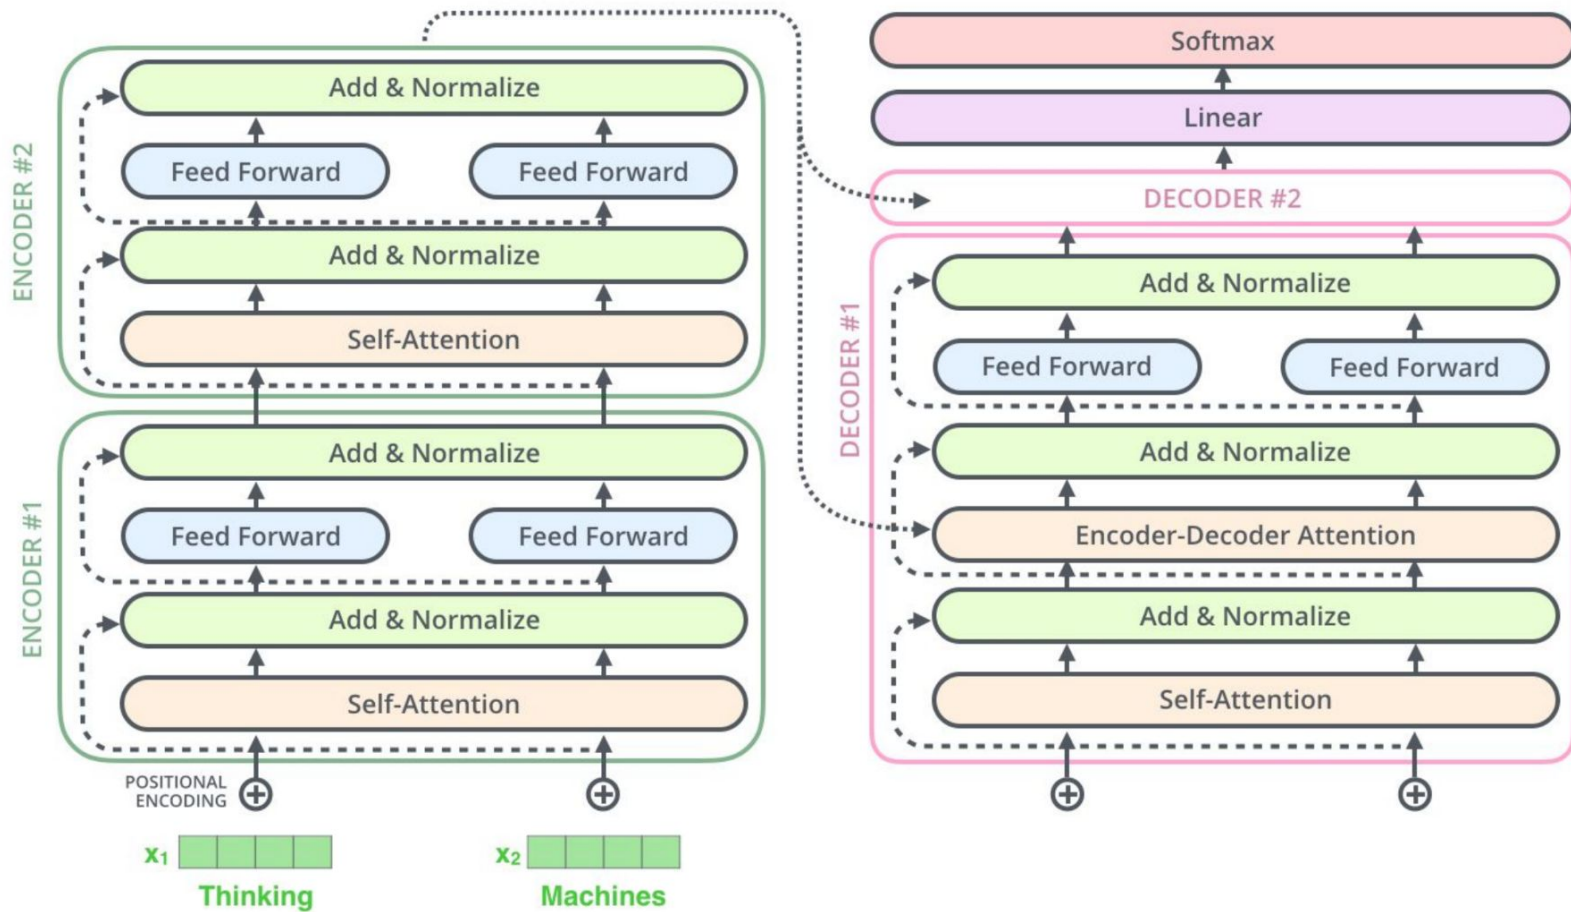 ENCODER #2
Add & Normalize
Feed Forward
Feed Forward
Add & Normalize
Self-Attention
ENCODER #1
Add & Normalize
Feed Forward
Feed Forward
Add & Normalize
Self-Attention
POSITIONAL
ENCODING
x₁
x₂
Thinking
Machines
Softmax
Linear
DECODER #2
DECODER #1
Add & Normalize
Feed Forward
Feed Forward
Add & Normalize
Encoder-Decoder Attention
Add & Normalize
Self-Attention